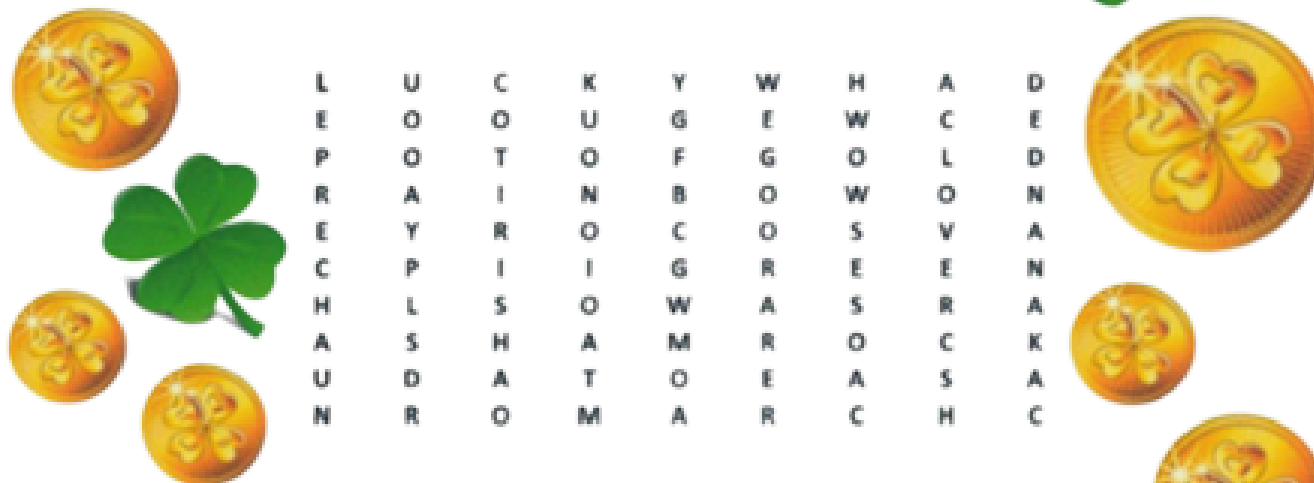 L U C K Y W H A D
E O O U G E W C E
P O T O F G O L D
R A I N B O W O N
E Y R O C O S V A
C P I I G R E E N
H L S O W A S R A
A S H A M R O C K
U D A T O E A S A
N R O M A R C H C